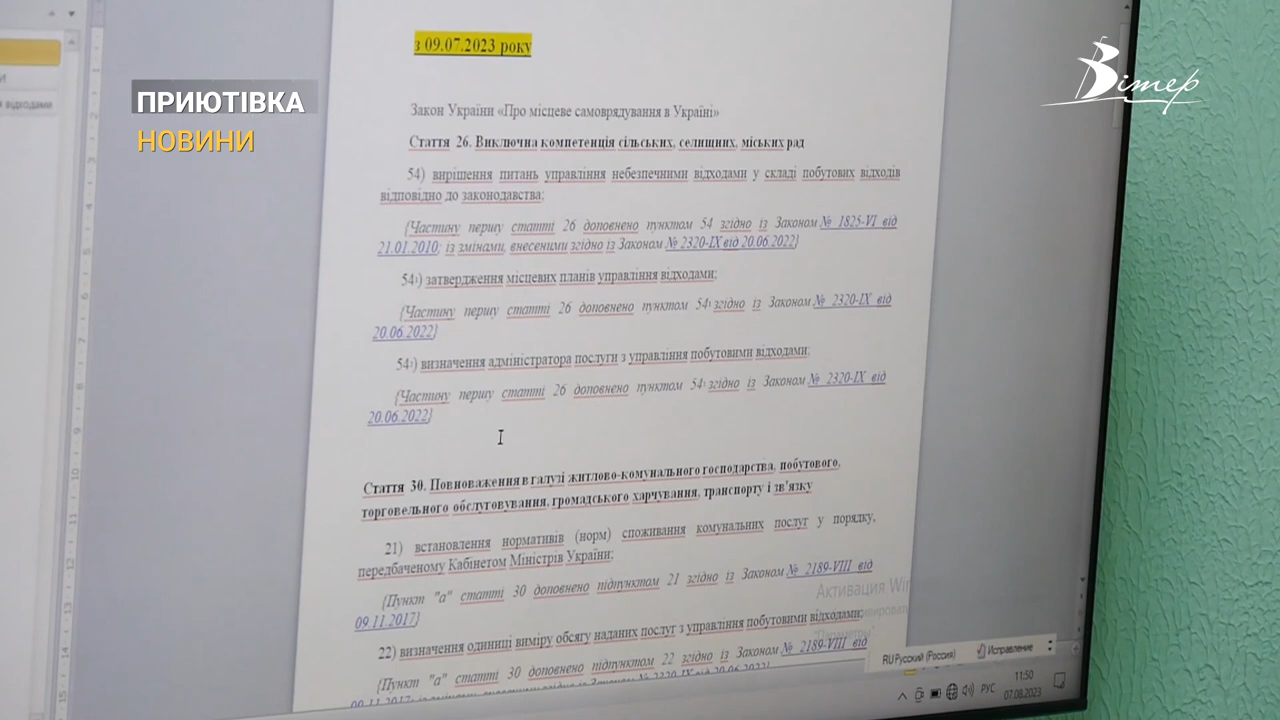 з 09.07.2023 року
ПРИЮТІВКА
НОВИНИ
Вітер
відходами
Закон України «Про місцеве самоврядування в Україні»
Стаття 26. Виключна компетенція сільських, селищних, міських рад
54) вирішення питань управління небезпечними відходами у складі побутових відходів
відповідно до законодавства;
{Частину першу статті 26 доповнено пунктом 54 згідно із Законом № 1825-VI від
21.01.2010; із змінами, внесеними згідно із Законом № 2320-IX від 20.06.2022}
54¹) затвердження місцевих планів управління відходами;
{Частину першу статті 26 доповнено пунктом 54¹ згідно із Законом № 2320-IX від
20.06.2022}
54²) визначення адміністратора послуги з управління побутовими відходами;
{Частину першу статті 26 доповнено пунктом 54² згідно із Законом № 2320-IX від
20.06.2022}
Стаття 30. Повноваження в галузі житлово-комунального господарства, побутового,
торговельного обслуговування, громадського харчування, транспорту і зв'язку
21) встановлення нормативів (норм) споживання комунальних послуг у порядку,
передбаченому Кабінетом Міністрів України;
{Пункт "а" статті 30 доповнено підпунктом 21 згідно із Законом № 2189-VIII від
09.11.2017}
Активация Win
22) визначення одиниці виміру обсягу наданих послуг з управління побутовими відходами;
{Пункт "а" статті 30 доповнено підпунктом 22 згідно із Законом № 2189-VIII від
RU Русский (Россия) Исправление
РУС
11:50
07.08.2023